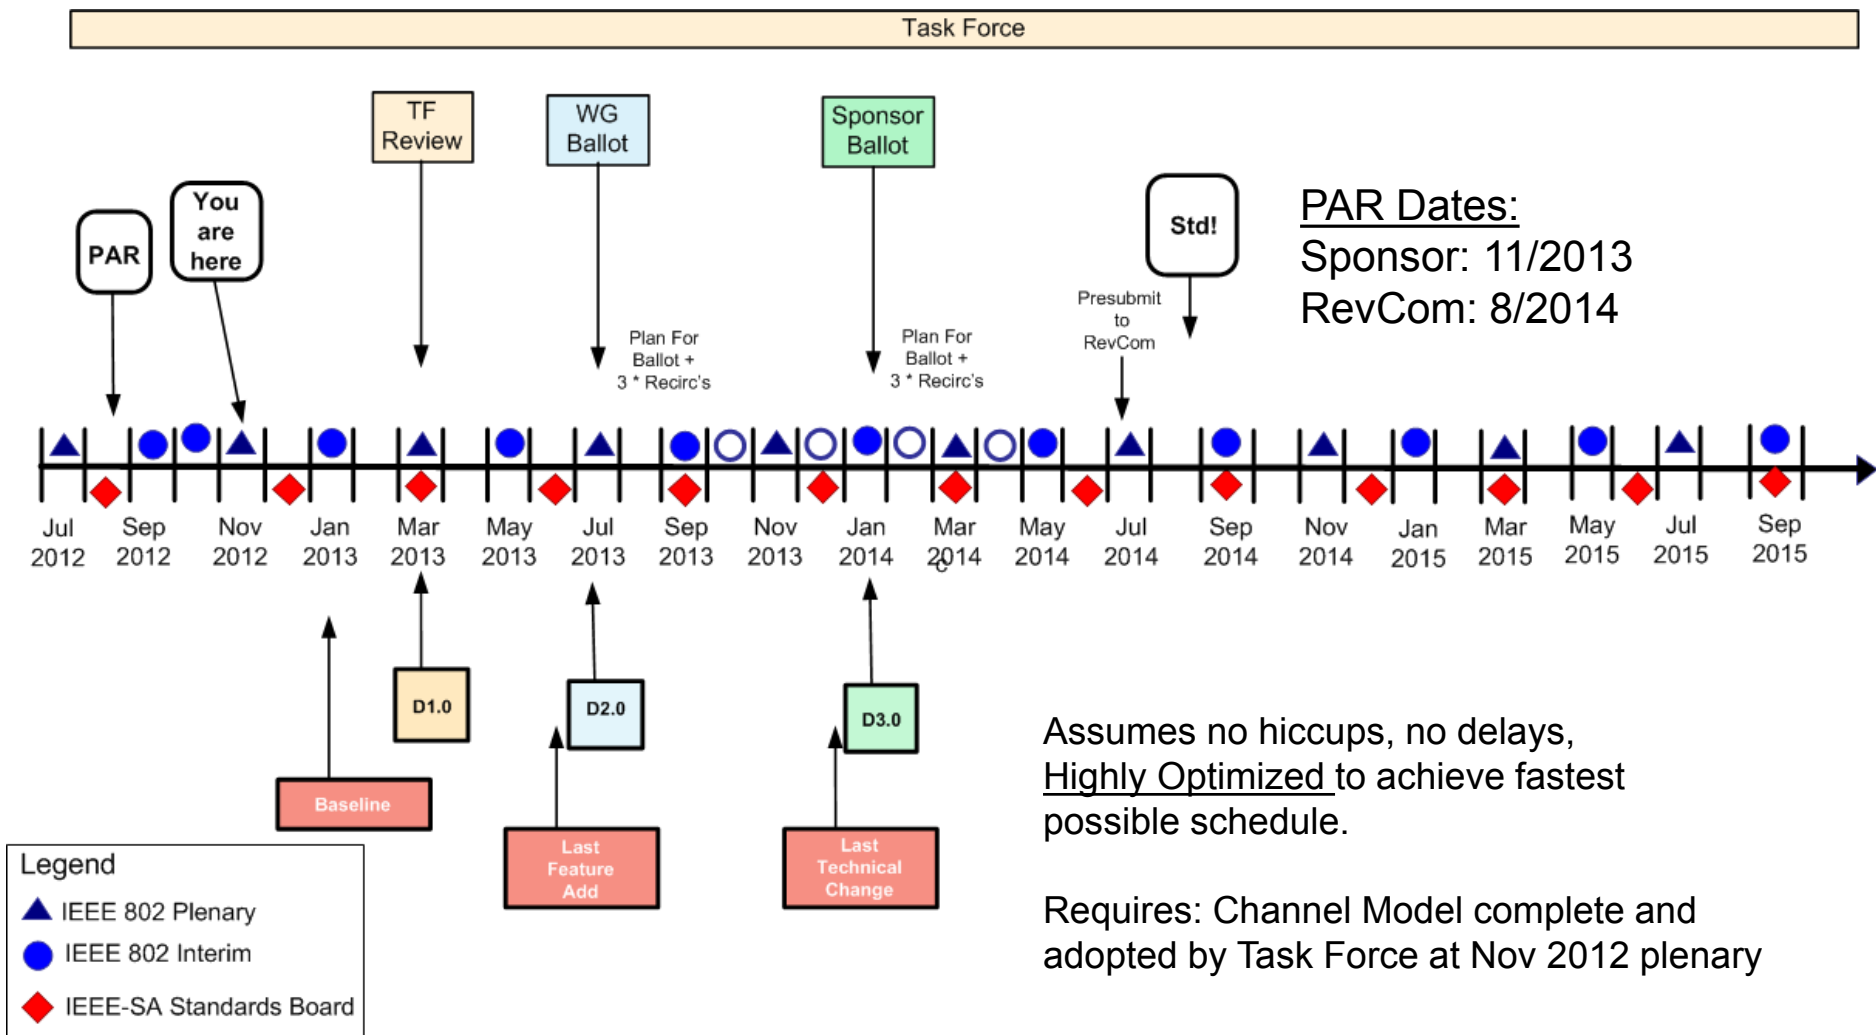 Task Force
TF
Review
WG
Ballot
Sponsor
Ballot
PAR
You
are
here
Std!
PAR Dates:
Sponsor: 11/2013
RevCom: 8/2014
Plan For
Ballot +
3 * Recirc's
Plan For
Ballot +
3 * Recirc's
Presubmit
to
RevCom
Jul
2012
Sep
2012
Nov
2012
Jan
2013
Mar
2013
May
2013
Jul
2013
Sep
2013
Nov
2013
Jan
2014
Mar
2014
c
May
2014
Jul
2014
Sep
2014
Nov
2014
Jan
2015
Mar
2015
May
2015
Jul
2015
Sep
2015
D1.0
D2.0
D3.0
Baseline
Last
Feature
Add
Last
Technical
Change
Assumes no hiccups, no delays,
Highly Optimized to achieve fastest
possible schedule.
Requires: Channel Model complete and
adopted by Task Force at Nov 2012 plenary
Legend
IEEE 802 Plenary
IEEE 802 Interim
IEEE-SA Standards Board